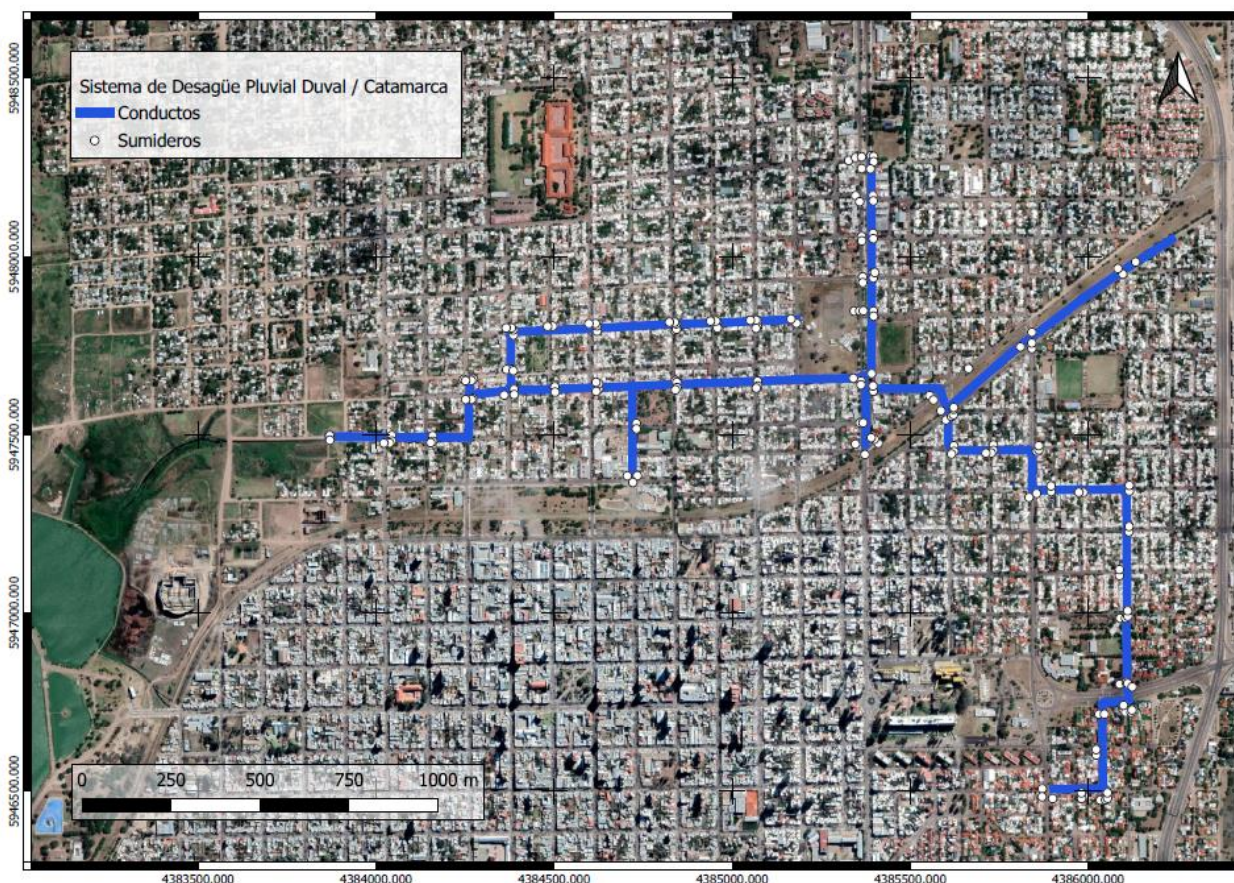 Sistema de Desagüe Pluvial Duval / Catamarca
Conductos
Sumideros
5948500.000
5948000.000
5947500.000
5947000.000
5946500.000
0 250 500 750 1000 m
4383500.000 4384000.000 4384500.000 4385000.000 4385500.000 4386000.000